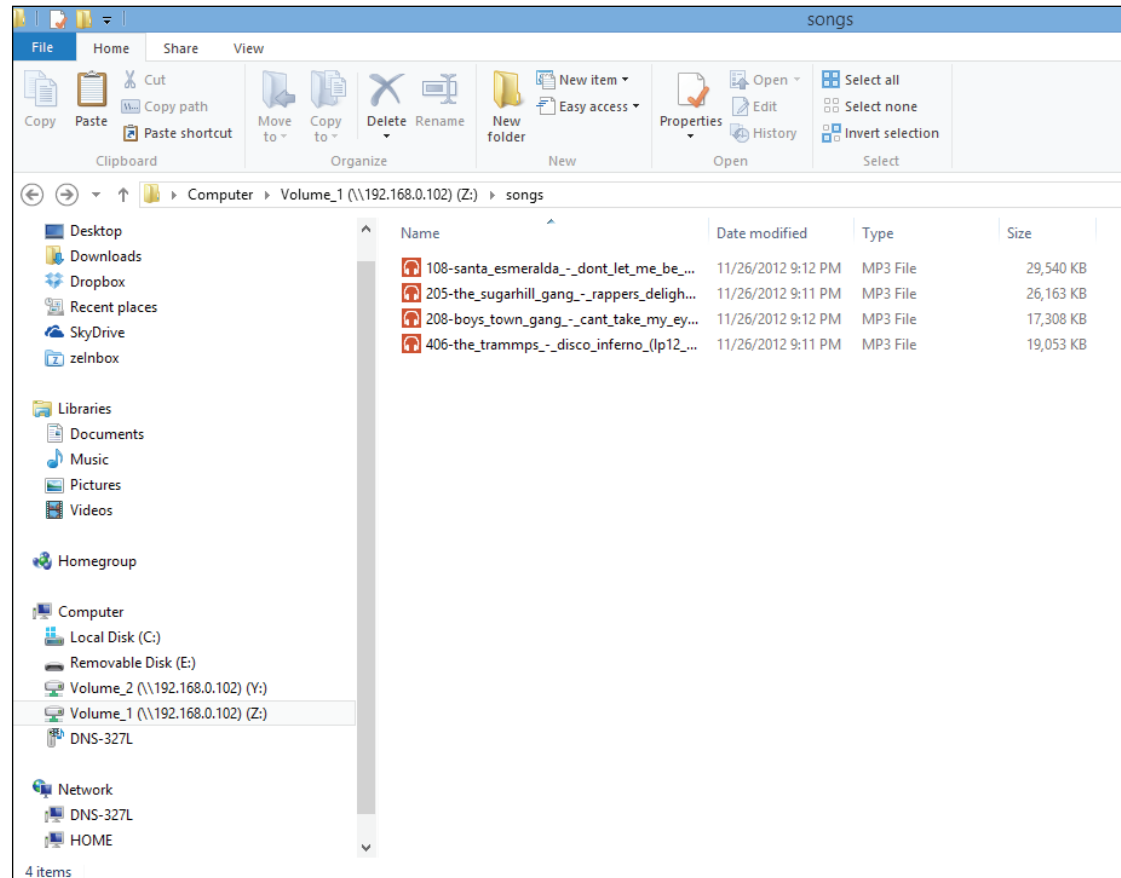 songs
File Home Share View
Copy
Paste
Cut
Copy path
Paste shortcut
Clipboard
Move to
Copy to
Delete
Rename
Organize
New folder
New item
Easy access
New
Properties
Open
Edit
History
Open
Select all
Select none
Invert selection
Select
Computer Volume_1 (\\192.168.0.102) (Z:) songs
Desktop
Downloads
Dropbox
Recent places
SkyDrive
zeInbox
Libraries
Documents
Music
Pictures
Videos
Homegroup
Computer
Local Disk (C:)
Removable Disk (E:)
Volume_2 (\\192.168.0.102) (Y:)
Volume_1 (\\192.168.0.102) (Z:)
DNS-327L
Network
DNS-327L
HOME
Name Date modified Type Size
108-santa_esmeralda_-_dont_let_me_be_... 11/26/2012 9:12 PM MP3 File 29,540 KB
205-the_sugarhill_gang_-_rappers_deligh... 11/26/2012 9:11 PM MP3 File 26,163 KB
208-boys_town_gang_-_cant_take_my_ey... 11/26/2012 9:12 PM MP3 File 17,308 KB
406-the_trammps_-_disco_inferno_(lp12_... 11/26/2012 9:11 PM MP3 File 19,053 KB
4 items